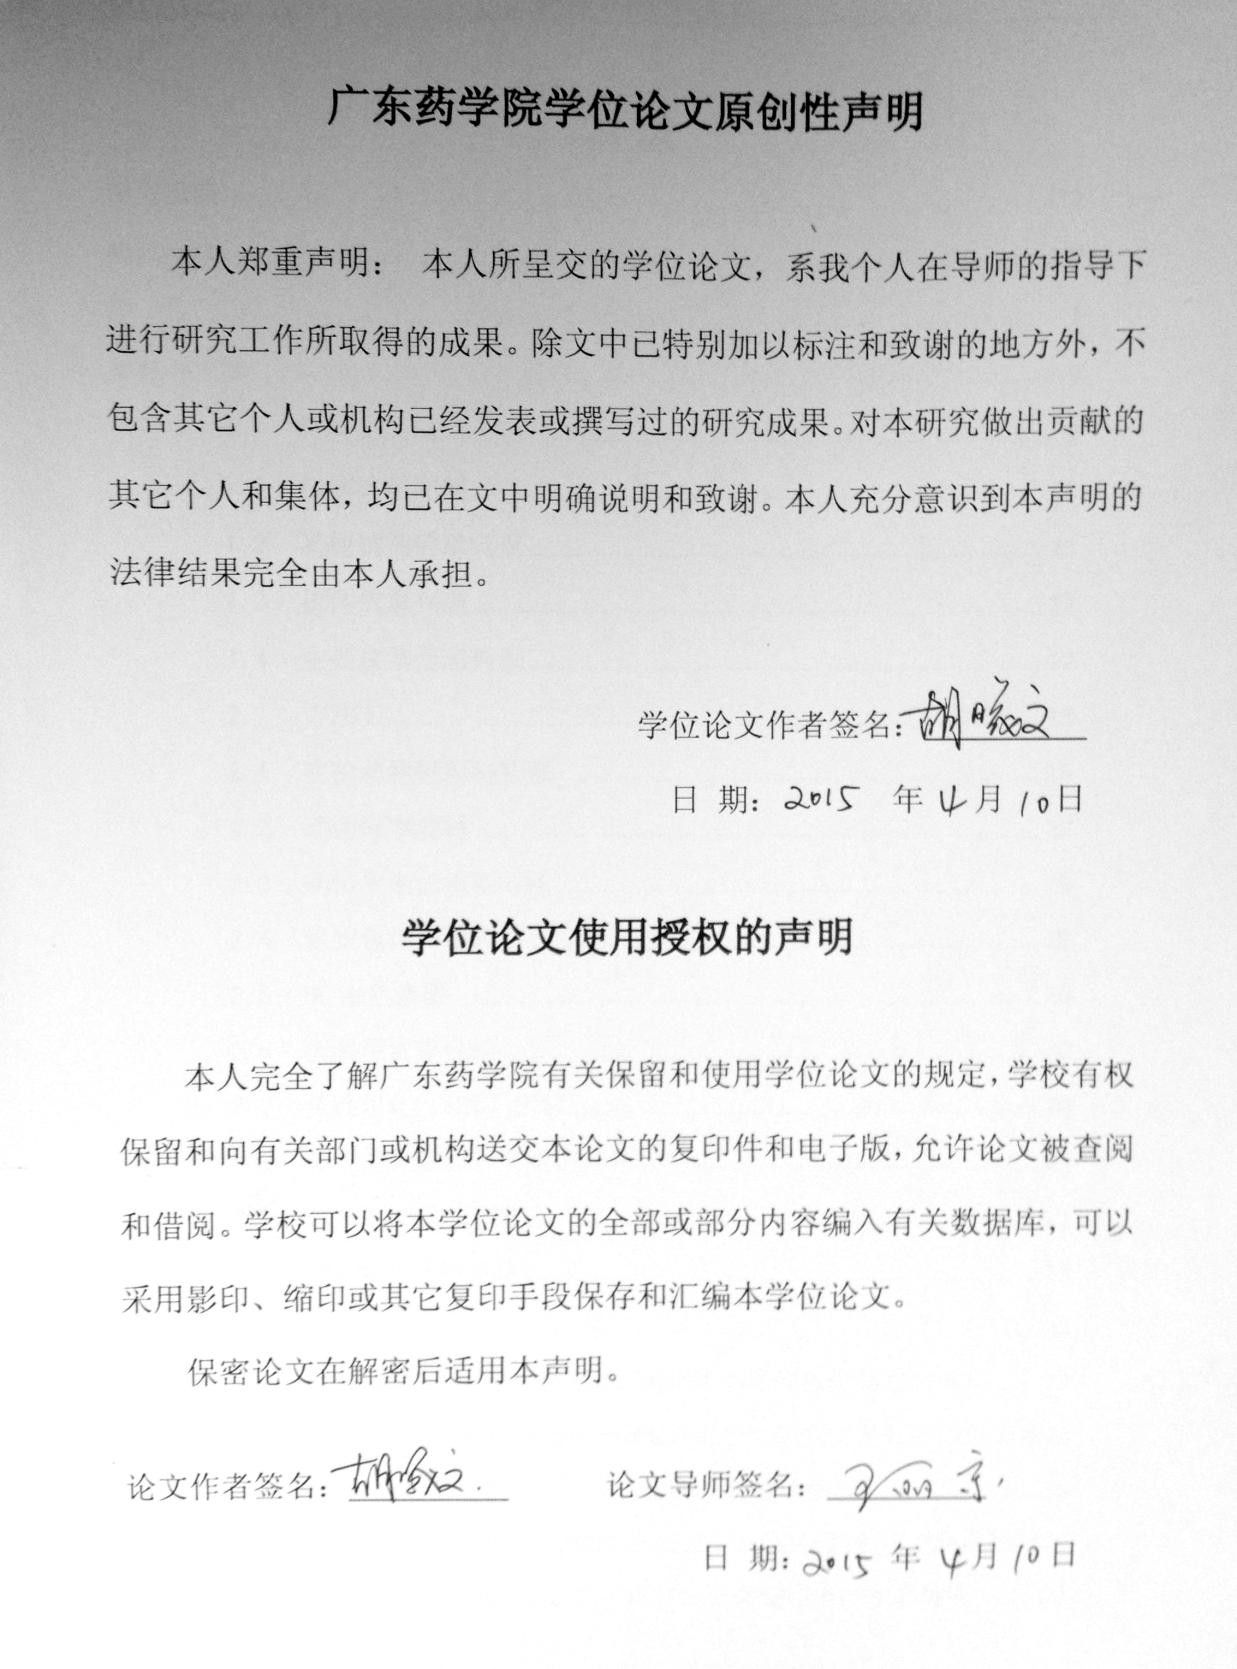 广东药学院学位论文原创性声明
本人郑重声明： 本人所呈交的学位论文，系我个人在导师的指导下
进行研究工作所取得的成果。除文中已特别加以标注和致谢的地方外，不
包含其它个人或机构已经发表或撰写过的研究成果。对本研究做出贡献的
其它个人和集体，均已在文中明确说明和致谢。本人充分意识到本声明的
法律结果完全由本人承担。
学位论文作者签名：胡文
日 期： 2015 年 4 月 10 日
学位论文使用授权的声明
本人完全了解广东药学院有关保留和使用学位论文的规定，学校有权
保留和向有关部门或机构送交本论文的复印件和电子版，允许论文被查阅
和借阅。学校可以将本学位论文的全部或部分内容编入有关数据库，可以
采用影印、缩印或其它复印手段保存和汇编本学位论文。
保密论文在解密后适用本声明。
论文作者签名：胡文 论文导师签名：丽京
日 期：2015 年 4 月 10 日